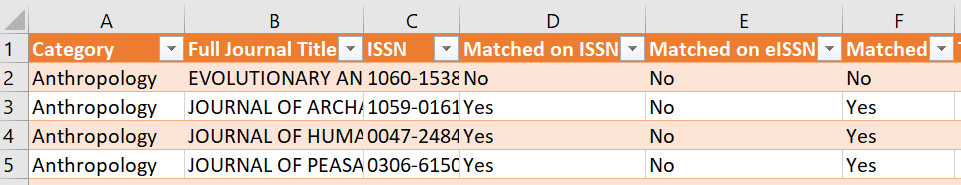 A B C D E F
1 Category Full Journal Title ISSN Matched on ISSN Matched on eISSN Matched
2 Anthropology EVOLUTIONARY AN 1060-1538 No No No
3 Anthropology JOURNAL OF ARCHA 1059-0161 Yes No Yes
4 Anthropology JOURNAL OF HUMA 0047-2484 Yes No Yes
5 Anthropology JOURNAL OF PEASA 0306-6150 Yes No Yes